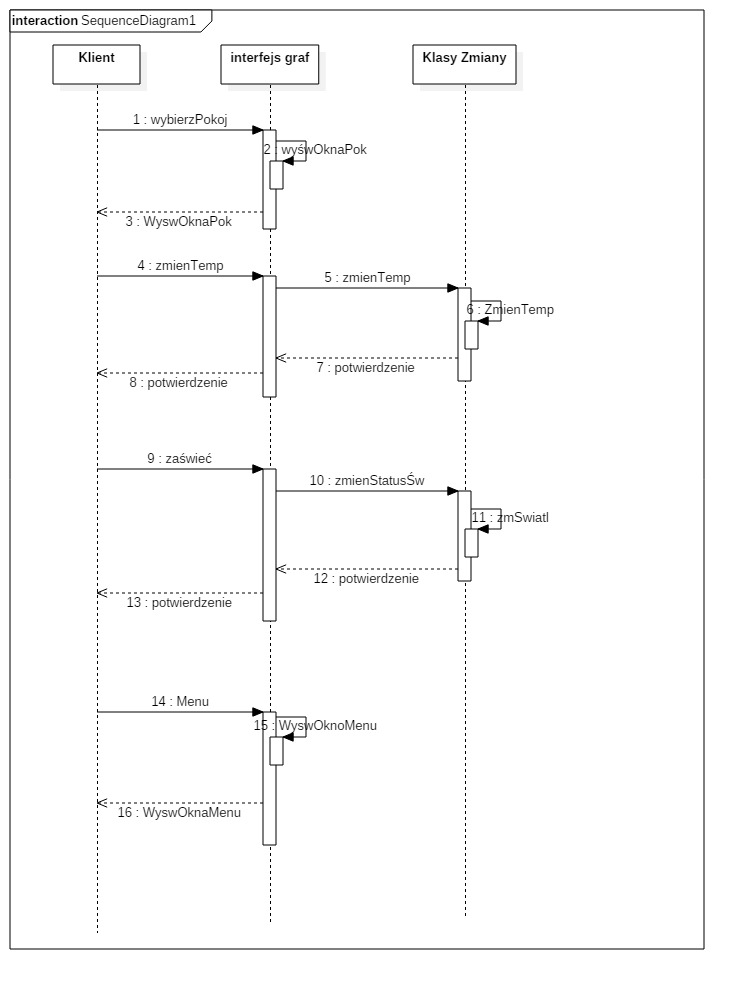 interaction SequenceDiagram1
Klient
interfejs graf
Klasy Zmiany
1 : wybierzPokoj
2 : wyśwOknaPok
3 : WyswOknaPok
4 : zmienTemp
5 : zmienTemp
6 : ZmienTemp
7 : potwierdzenie
8 : potwierdzenie
9 : zaświeć
10 : zmienStatusŚw
11 : zmSwiatl
12 : potwierdzenie
13 : potwierdzenie
14 : Menu
15 : WyswOknoMenu
16 : WyswOknaMenu